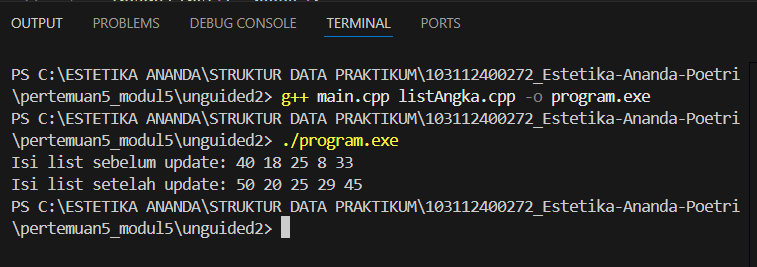 OUTPUT PROBLEMS DEBUG CONSOLE TERMINAL PORTS
PS C:\ESTETIKA ANANDA\STRUKTUR DATA PRAKTIKUM\103112400272_Estetika-Ananda-Poetri
\pertemuan5_modul5\unguided2> g++ main.cpp listAngka.cpp -o program.exe
PS C:\ESTETIKA ANANDA\STRUKTUR DATA PRAKTIKUM\103112400272_Estetika-Ananda-Poetri
\pertemuan5_modul5\unguided2> ./program.exe
Isi list sebelum update: 40 18 25 8 33
Isi list setelah update: 50 20 25 29 45
PS C:\ESTETIKA ANANDA\STRUKTUR DATA PRAKTIKUM\103112400272_Estetika-Ananda-Poetri
\pertemuan5_modul5\unguided2>